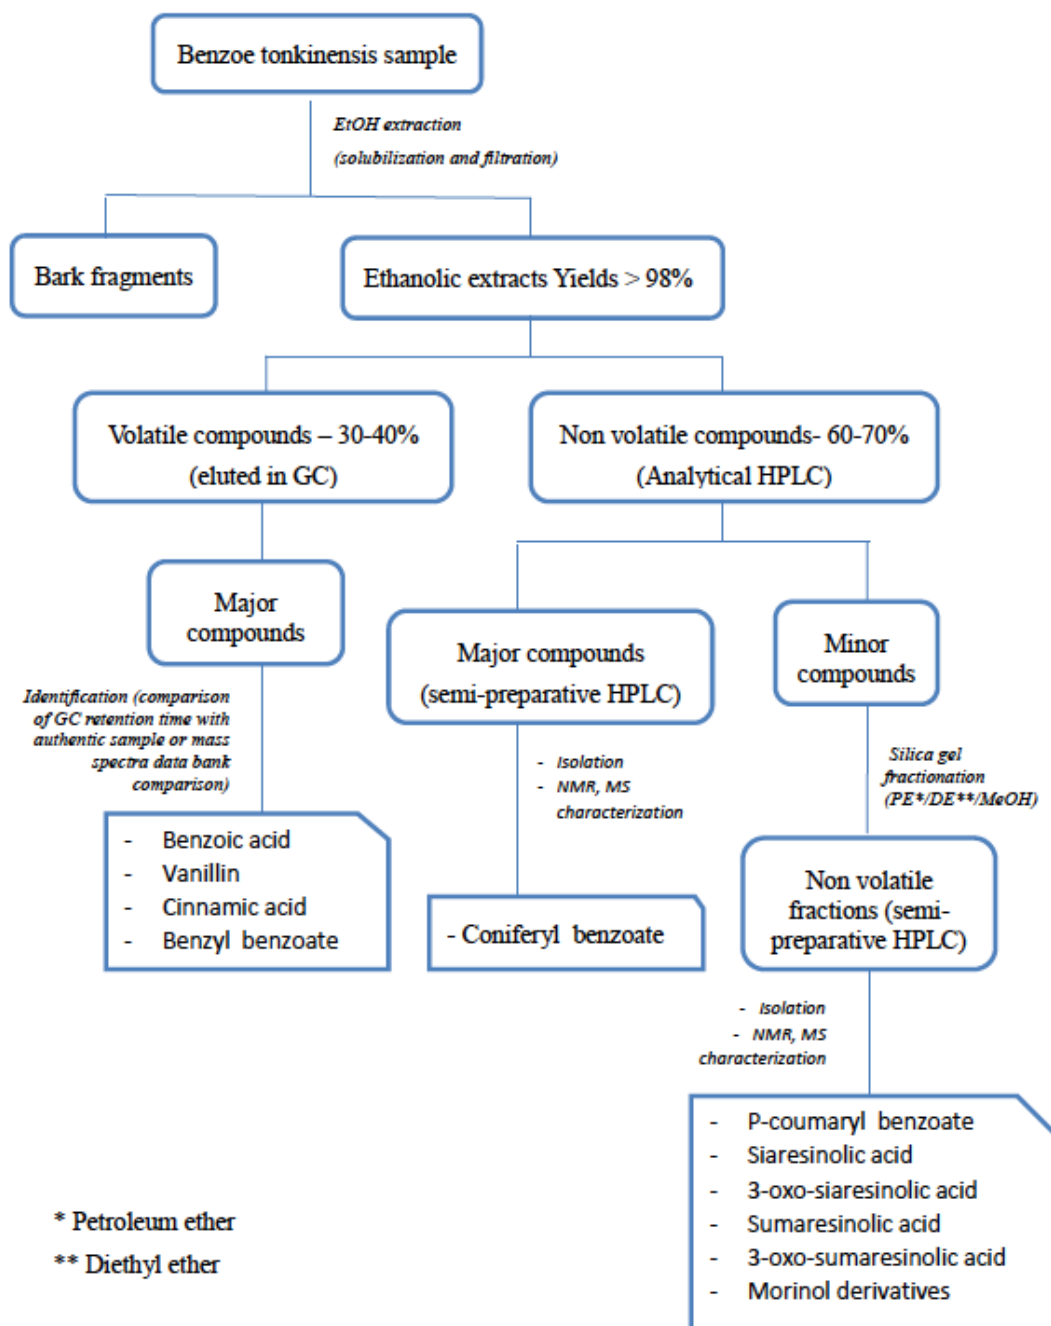 Benzoe tonkinensis sample
EtOH extraction
(solubilization and filtration)
Bark fragments
Ethanolic extracts Yields > 98%
Volatile compounds – 30-40%
(eluted in GC)
Non volatile compounds- 60-70%
(Analytical HPLC)
Major
compounds
Major compounds
(semi-preparative HPLC)
Minor
compounds
Identification (comparison
of GC retention time with
authentic sample or mass
spectra data bank
comparison)
- Isolation
- NMR, MS
characterization
Silica gel
fractionation
(PE*/DE**/MeOH)
- Benzoic acid
- Vanillin
- Cinnamic acid
- Benzyl benzoate
- Coniferyl benzoate
Non volatile
fractions (semi-
preparative HPLC)
- Isolation
- NMR, MS
characterization
- P-coumaryl benzoate
- Siaresinolic acid
- 3-oxo-siaresinolic acid
- Sumaresinolic acid
- 3-oxo-sumaresinolic acid
- Morinol derivatives
* Petroleum ether
** Diethyl ether